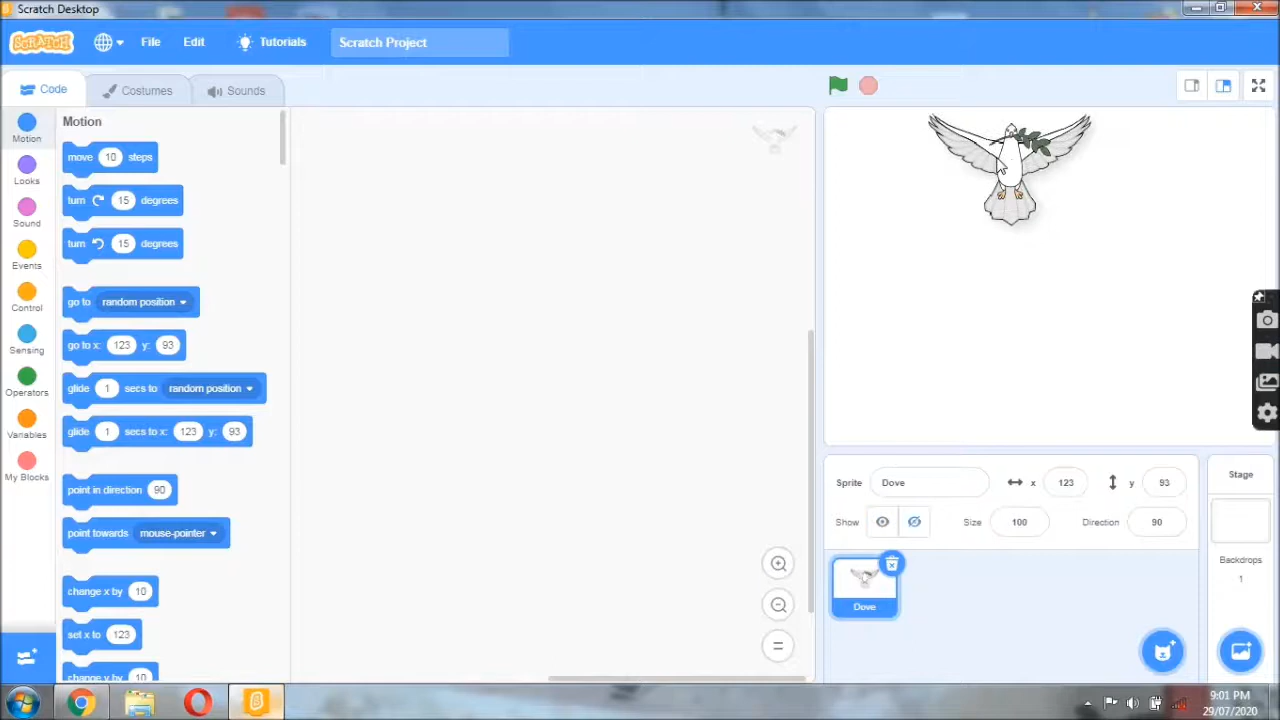 Scratch Desktop
SCRATCH
File
Edit
Tutorials
Scratch Project
Code
Costumes
Sounds
Motion
Looks
Sound
Events
Control
Sensing
Operators
Variables
My Blocks
Motion
move 10 steps
turn 15 degrees
turn 15 degrees
go to random position
go to x: 123 y: 93
glide 1 secs to random position
glide 1 secs to x: 123 y: 93
point in direction 90
point towards mouse-pointer
change x by 10
set x to 123
change y by 10
Sprite Dove x 123 y 93
Show Size 100 Direction 90
Dove
Stage
Backdrops
1
9:01 PM
29/07/2020